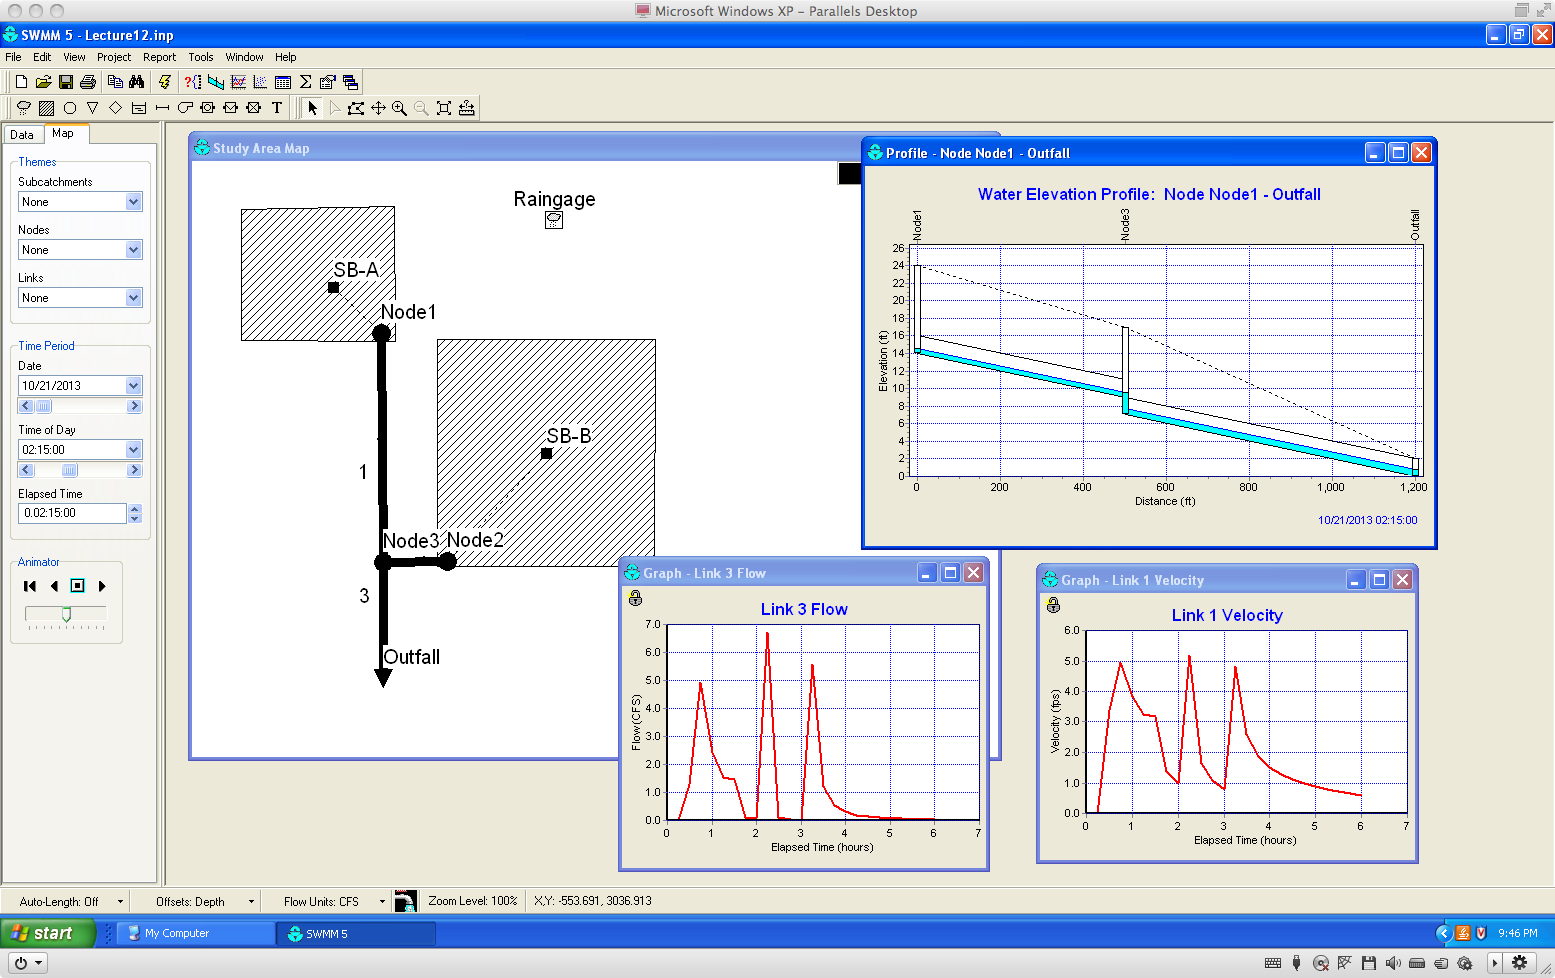 Microsoft Windows XP - Parallels Desktop
SWMM 5 - Lecture12.inp
File Edit View Project Report Tools Window Help
Data Map
Themes
Subcatchments
None
Nodes
None
Links
None
Time Period
Date
10/21/2013
Time of Day
02:15:00
Elapsed Time
0.02:15:00
Animator
Study Area Map
Raingage
SB-A
Node1
SB-B
1
Node3 Node2
3
Outfall
Profile - Node Node1 - Outfall
Water Elevation Profile: Node Node1 - Outfall
Node1
Node3
Outfall
26
24
22
20
18
16
14
12
10
8
6
4
2
0
Elevation (ft)
0 200 400 600 800 1,000 1,200
Distance (ft)
10/21/2013 02:15:00
Graph - Link 3 Flow
Link 3 Flow
7.0
6.0
5.0
4.0
3.0
2.0
1.0
0.0
Flow (CFS)
0 1 2 3 4 5 6 7
Elapsed Time (hours)
Graph - Link 1 Velocity
Link 1 Velocity
6.0
5.0
4.0
3.0
2.0
1.0
0.0
Velocity (fps)
0 1 2 3 4 5 6 7
Elapsed Time (hours)
Auto-Length: Off Offsets: Depth Flow Units: CFS Zoom Level: 100% X,Y: -553.691, 3036.913
start My Computer SWMM 5 9:46 PM